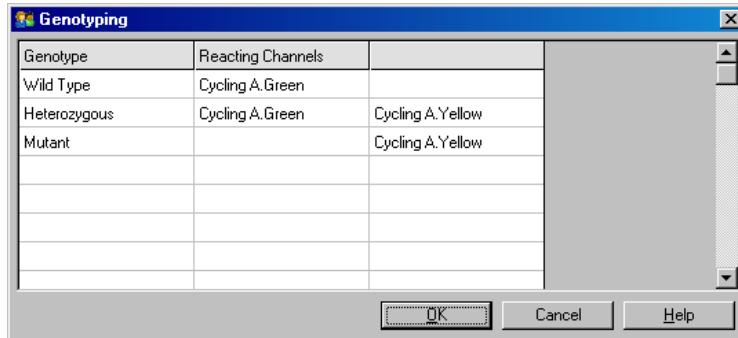 Genotyping
Genotype Reacting Channels
Wild Type Cycling A.Green
Heterozygous Cycling A.Green Cycling A.Yellow
Mutant Cycling A.Yellow
OK Cancel Help